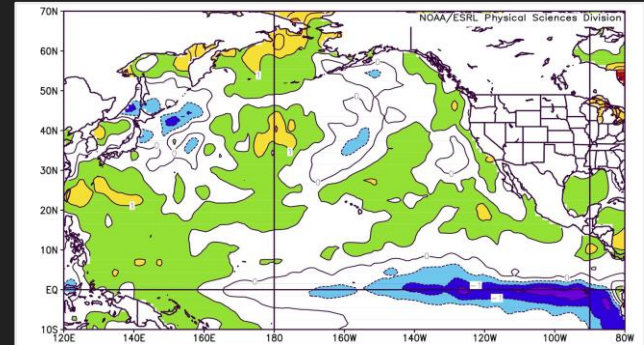 NOAA/ESRL Physical Sciences Division
70N
60N
50N
40N
30N
20N
10N
EQ
10S
120E 140E 160E 180 160W 140W 120W 100W 80W